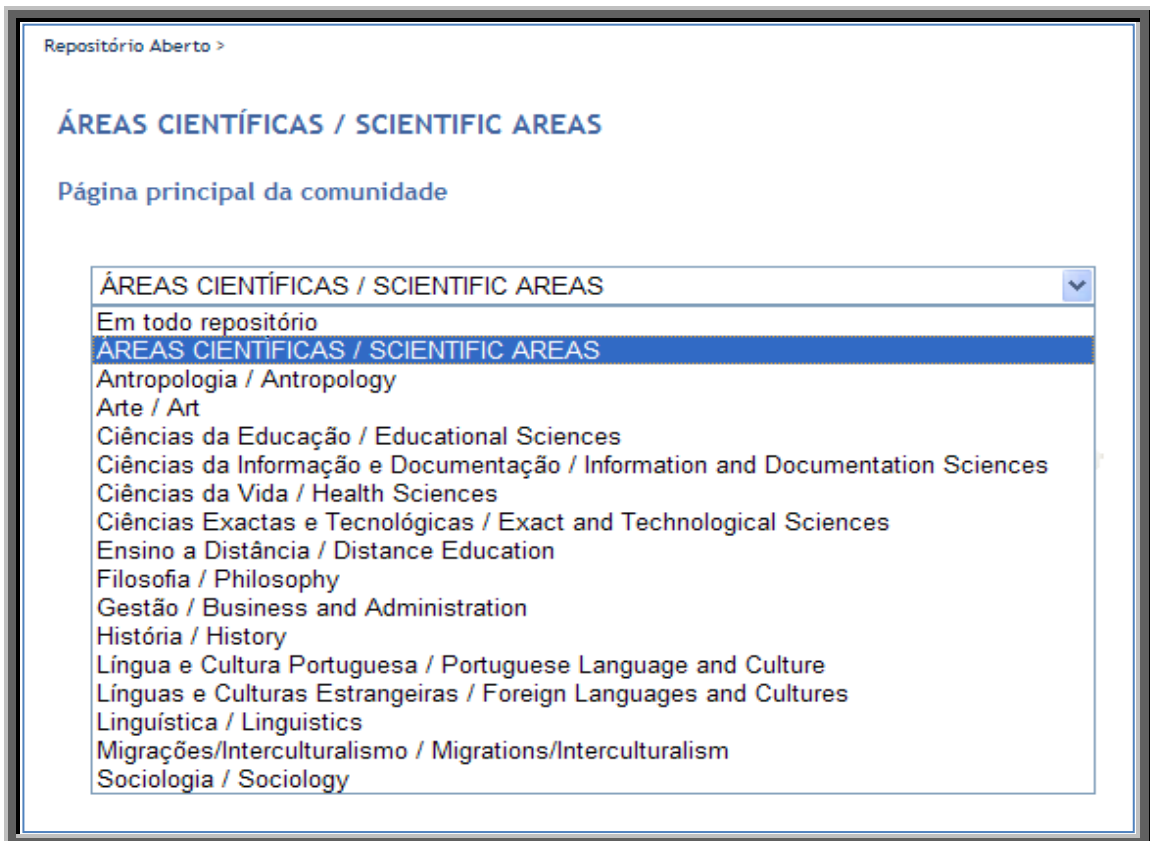 Repositório Aberto >
ÁREAS CIENTÍFICAS / SCIENTIFIC AREAS
Página principal da comunidade
ÁREAS CIENTÍFICAS / SCIENTIFIC AREAS
Em todo repositório
ÁREAS CIENTÍFICAS / SCIENTIFIC AREAS
Antropologia / Antropology
Arte / Art
Ciências da Educação / Educational Sciences
Ciências da Informação e Documentação / Information and Documentation Sciences
Ciências da Vida / Health Sciences
Ciências Exactas e Tecnológicas / Exact and Technological Sciences
Ensino a Distância / Distance Education
Filosofia / Philosophy
Gestão / Business and Administration
História / History
Língua e Cultura Portuguesa / Portuguese Language and Culture
Línguas e Culturas Estrangeiras / Foreign Languages and Cultures
Linguística / Linguistics
Migrações/Interculturalismo / Migrations/Interculturalism
Sociologia / Sociology